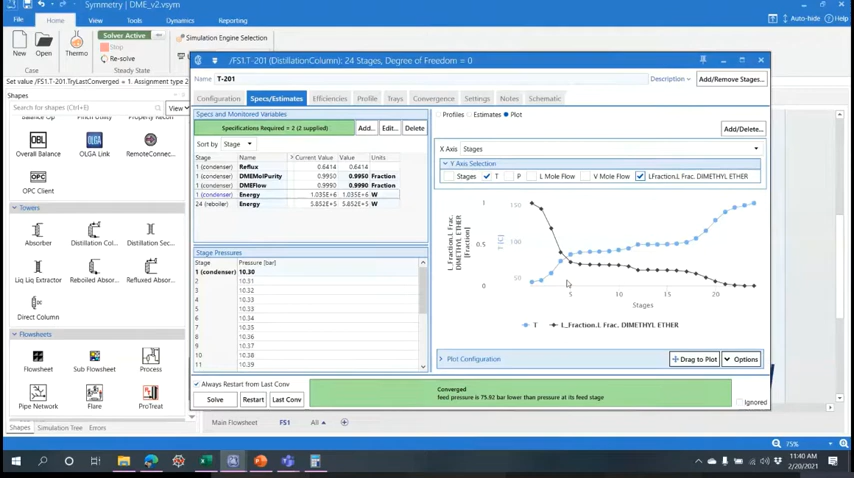 Symmetry | DME_v2.vsym
File
Home
Views
Tools
Dynamics
Reporting
Auto-hide
Help
New
Open
Thermo
Solver Active
Stop
Re-solve
Simulation Engine Selection
Case
Steady State
Set value /FS1.T-201.TryLastConverged = 1. Assignment type 2
Shapes
Search for shapes (Ctrl+E)
View
Overall Balance
OLGA Link
RemoteConnec...
OPC Client
Towers
Absorber
Distillation Col...
Distillation Sec...
Liq Liq Extractor
Reboiled Absor...
Refluxed Abso...
Direct Column
Flowsheets
Flowsheet
Sub Flowsheet
Process
Pipe Network
Flare
ProTreat
Shapes
Simulation Tree
Errors
/FS1.T-201 (DistillationColumn): 24 Stages, Degree of Freedom = 0
Name T-201
Description
Add/Remove Stages...
Configuration
Specs/Estimates
Efficiencies
Profile
Trays
Convergence
Settings
Notes
Schematic
Specs and Monitored Variables
Specifications Required = 2 (2 supplied)
Add...
Edit...
Delete
Sort by Stage
Stage Name > Current Value Value Units
1 (condenser) Reflux 0.6414 0.6414
1 (condenser) DMEMolPurity 0.9950 0.9950 Fraction
1 (condenser) DMEFlow 0.9990 0.9990 Fraction
1 (condenser) Energy 1.035E+6 1.035E+6 W
24 (reboiler) Energy 5.852E+5 5.852E+5 W
Stage Pressures
Stage Pressure [bar]
1 (condenser) 10.30
2 10.31
3 10.32
4 10.33
5 10.33
6 10.34
7 10.35
8 10.36
9 10.37
10 10.38
11 10.39
Profiles
Estimates
Plot
Add/Delete...
X Axis Stages
Y Axis Selection
Stages
T
P
L Mole Flow
V Mole Flow
LFraction.L Frac. DIMETHYL ETHER
L_Fraction.L Frac.
DIMETHYL ETHER
[Fraction]
T [C]
1
0.5
0
150
100
50
5
10
15
20
Stages
T
L_Fraction.L Frac. DIMETHYL ETHER
Plot Configuration
Drag to Plot
Options
Always Restart from Last Conv
Solve
Restart
Last Conv
Converged
feed pressure is 75.92 bar lower than pressure at its feed stage
Ignored
Main Flowsheet
FS1
All
75%
11:40 AM
2/20/2021